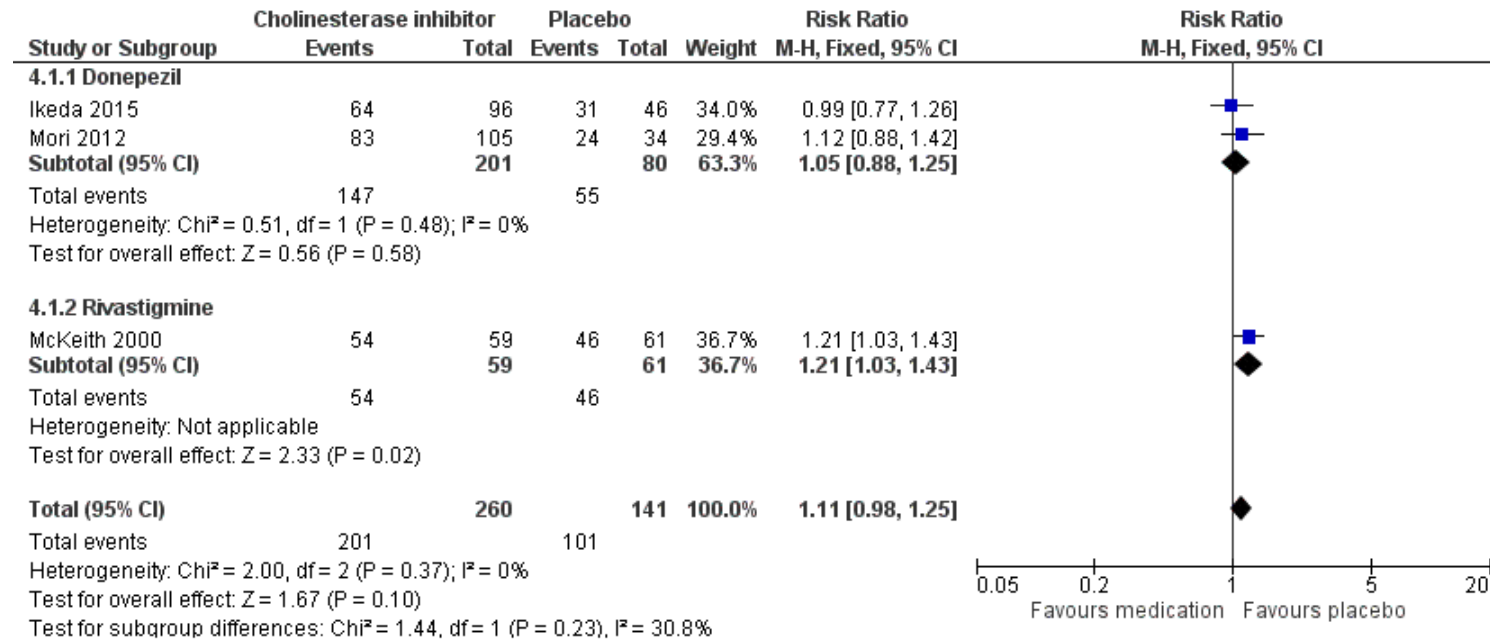 Cholinesterase inhibitor Placebo Risk Ratio Risk Ratio
Study or Subgroup Events Total Events Total Weight M-H, Fixed, 95% CI M-H, Fixed, 95% CI
4.1.1 Donepezil
Ikeda 2015 64 96 31 46 34.0% 0.99 [0.77, 1.26]
Mori 2012 83 105 24 34 29.4% 1.12 [0.88, 1.42]
Subtotal (95% CI) 201 80 63.3% 1.05 [0.88, 1.25]
Total events 147 55
Heterogeneity: Chi² = 0.51, df = 1 (P = 0.48); I² = 0%
Test for overall effect: Z = 0.56 (P = 0.58)
4.1.2 Rivastigmine
McKeith 2000 54 59 46 61 36.7% 1.21 [1.03, 1.43]
Subtotal (95% CI) 59 61 36.7% 1.21 [1.03, 1.43]
Total events 54 46
Heterogeneity: Not applicable
Test for overall effect: Z = 2.33 (P = 0.02)
Total (95% CI) 260 141 100.0% 1.11 [0.98, 1.25]
Total events 201 101
Heterogeneity: Chi² = 2.00, df = 2 (P = 0.37); I² = 0%
Test for overall effect: Z = 1.67 (P = 0.10)
Test for subgroup differences: Chi² = 1.44, df = 1 (P = 0.23), I² = 30.8%
0.05 0.2 1 5 20
Favours medication Favours placebo